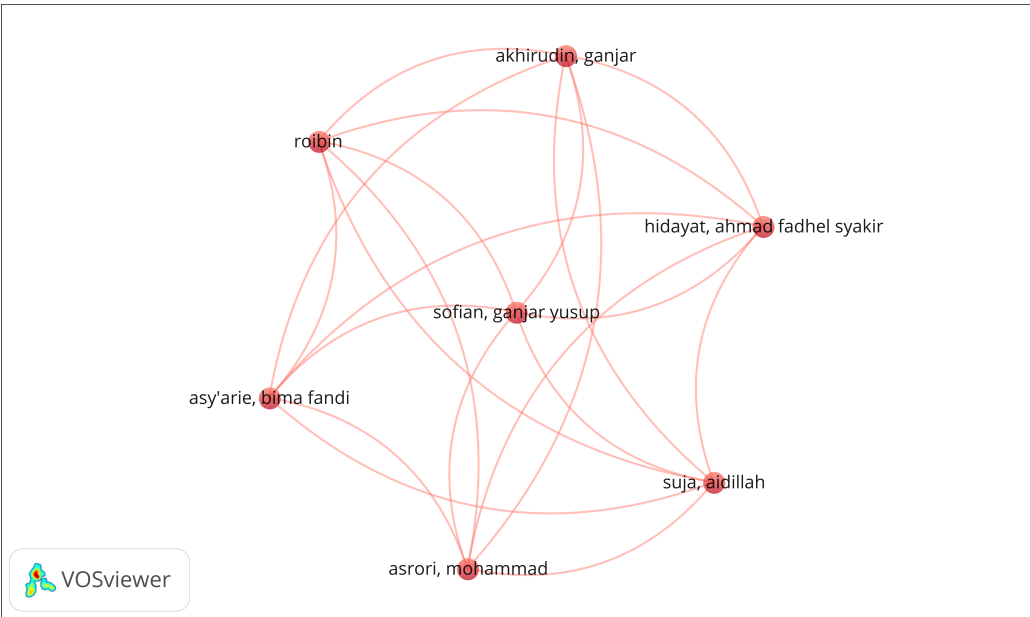 akhirudin, ganjar
roibin
hidayat, ahmad fadhel syakir
sofian, ganjar yusup
asy'arie, bima fandi
suja, aidillah
asrori, mohammad
VOSviewer